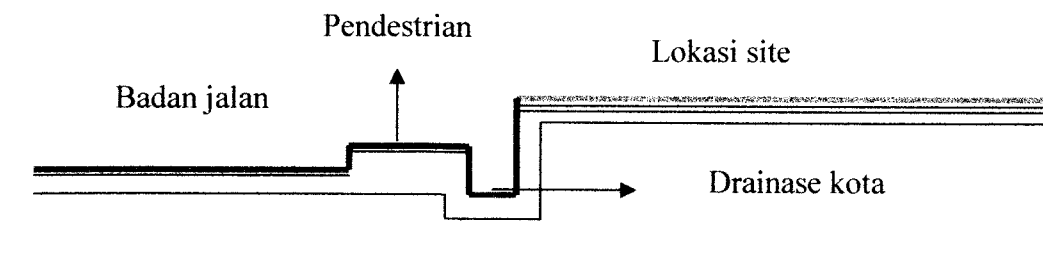 Pendestrian
Lokasi site
Badan jalan
Drainase kota